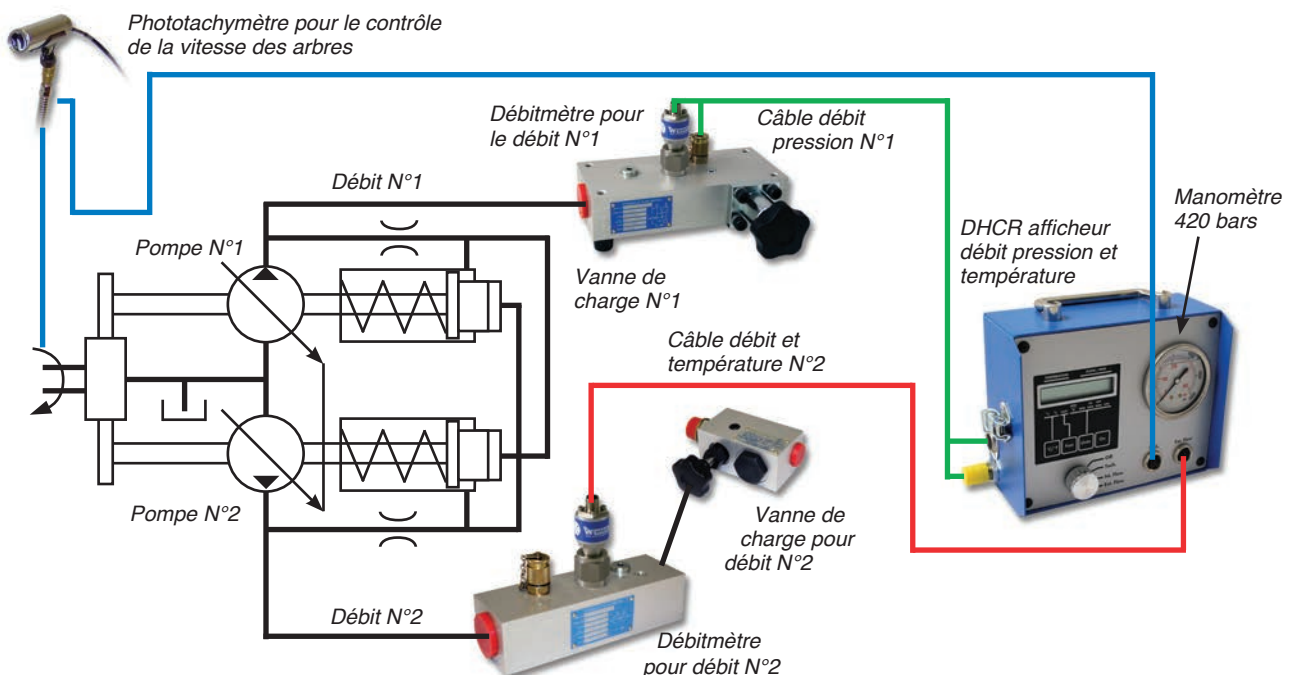 Phototachymètre pour le contrôle
de la vitesse des arbres
Débitmètre pour
le débit N°1
Câble débit
pression N°1
Débit N°1
Pompe N°1
Manomètre
420 bars
DHCR afficheur
débit pression et
température
Vanne de
charge N°1
Câble débit et
température N°2
Pompe N°2
Vanne de
charge pour
débit N°2
Débit N°2
Débitmètre
pour débit N°2